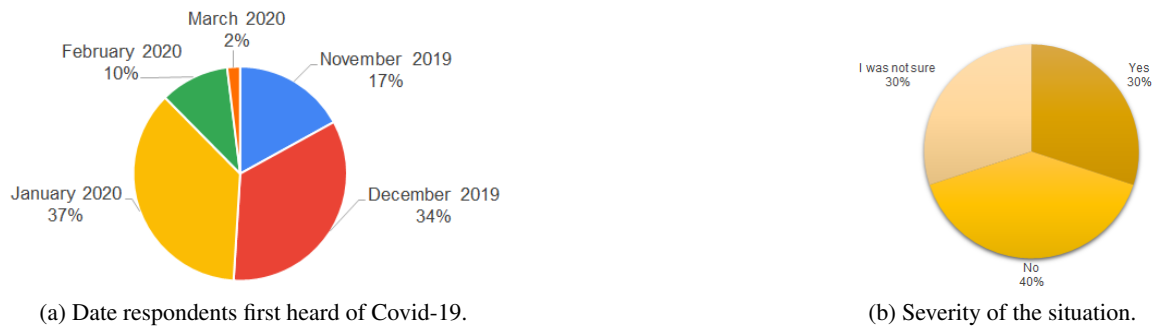 March 2020
2%
February 2020
10%
November 2019
17%
January 2020
37%
December 2019
34%
(a) Date respondents first heard of Covid-19.
I was not sure
30%
Yes
30%
No
40%
(b) Severity of the situation.